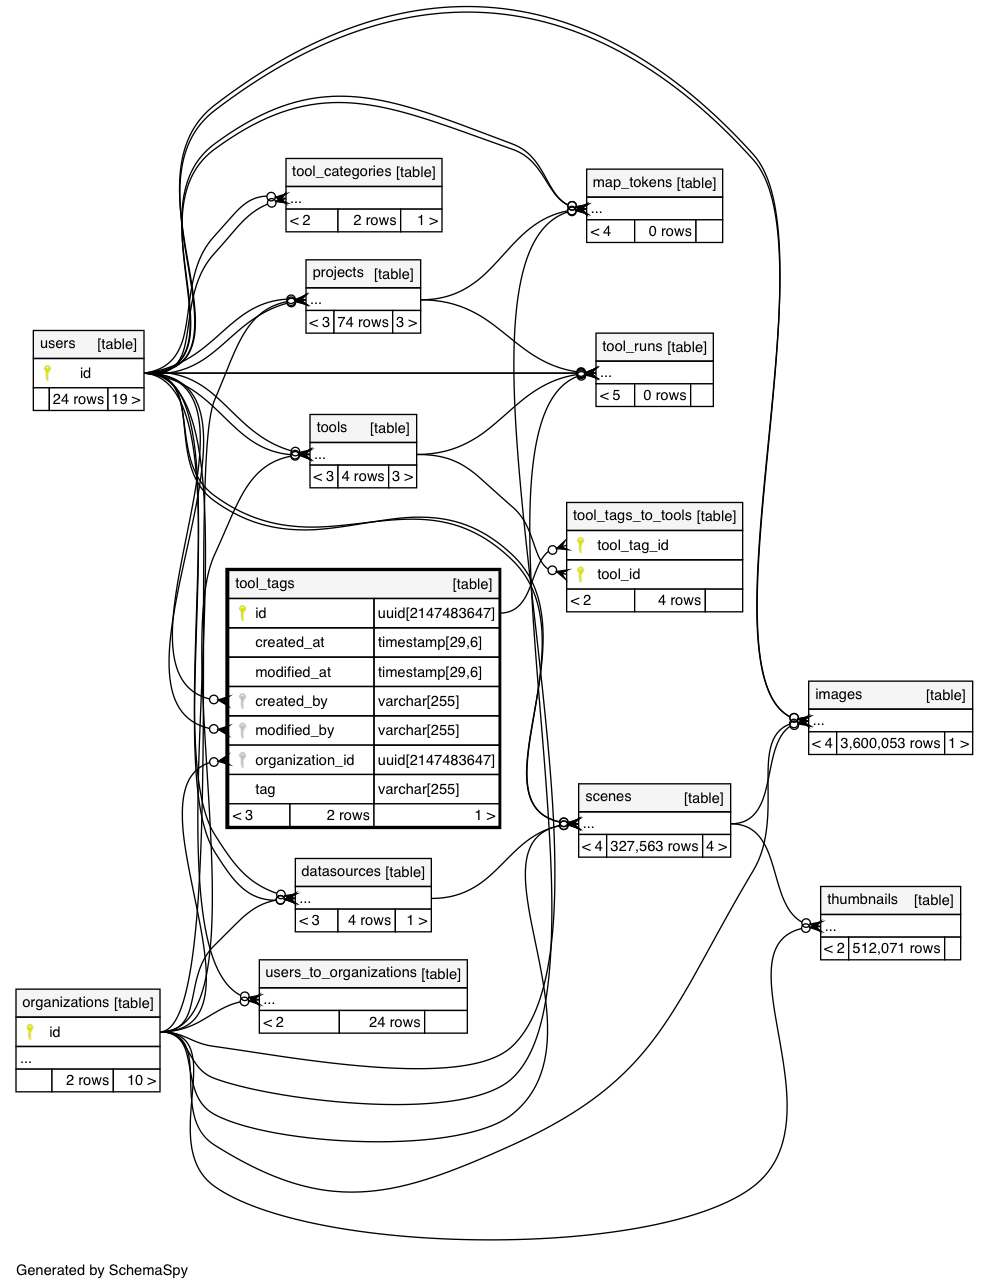 tool_categories [table]
...
< 2 2 rows 1 >
map_tokens [table]
...
< 4 0 rows
projects [table]
...
< 3 74 rows 3 >
users [table]
id
24 rows 19 >
tool_runs [table]
...
< 5 0 rows
tools [table]
...
< 3 4 rows 3 >
tool_tags_to_tools [table]
tool_tag_id
tool_id
< 2 4 rows
tool_tags [table]
id uuid[2147483647]
created_at timestamp[29,6]
modified_at timestamp[29,6]
created_by varchar[255]
modified_by varchar[255]
organization_id uuid[2147483647]
tag varchar[255]
< 3 2 rows 1 >
images [table]
...
< 4 3,600,053 rows 1 >
scenes [table]
...
< 4 327,563 rows 4 >
datasources [table]
...
< 3 4 rows 1 >
thumbnails [table]
...
< 2 512,071 rows
users_to_organizations [table]
...
< 2 24 rows
organizations [table]
id
...
2 rows 10 >
Generated by SchemaSpy